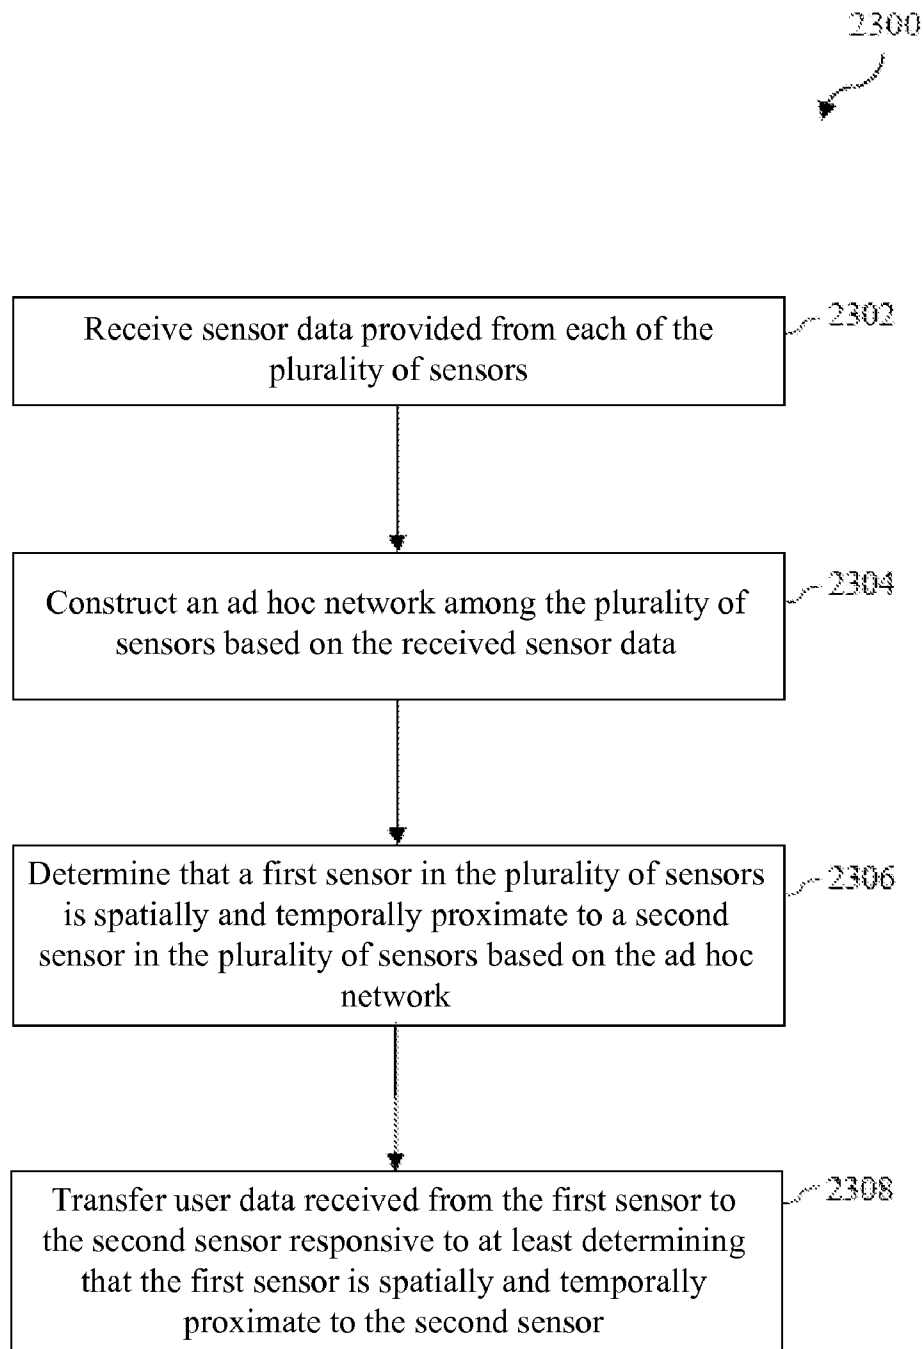 2300
Receive sensor data provided from each of the
plurality of sensors
2302
Construct an ad hoc network among the plurality of
sensors based on the received sensor data
2304
Determine that a first sensor in the plurality of sensors
is spatially and temporally proximate to a second
sensor in the plurality of sensors based on the ad hoc
network
2306
Transfer user data received from the first sensor to
the second sensor responsive to at least determining
that the first sensor is spatially and temporally
proximate to the second sensor
2308